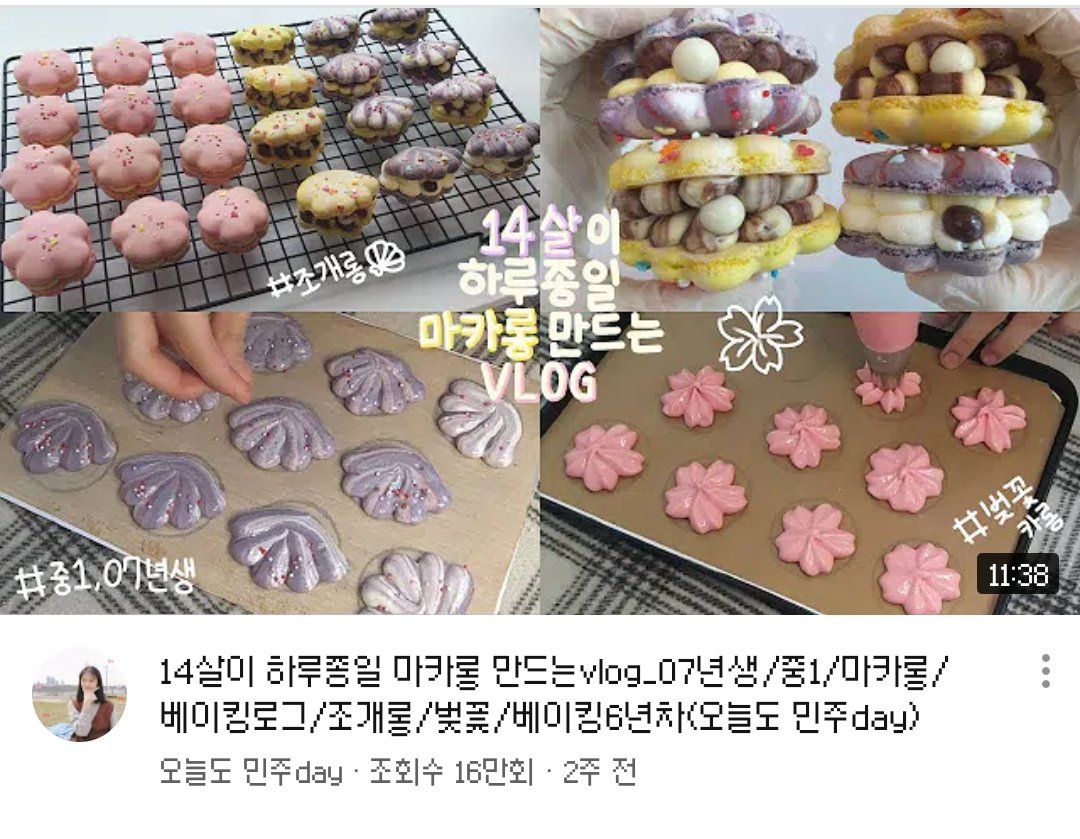 #조개롱
14살이
하루종일
마카롱 만드는
VLOG
#중1,07년생
#벚꽃
카롱
11:38
14살이 하루종일 마카롱 만드는vlog_07년생/중1/마카롱/
베이킹로그/조개롱/벚꽃/베이킹6년차(오늘도 민주day)
오늘도 민주day · 조회수 16만회 · 2주 전